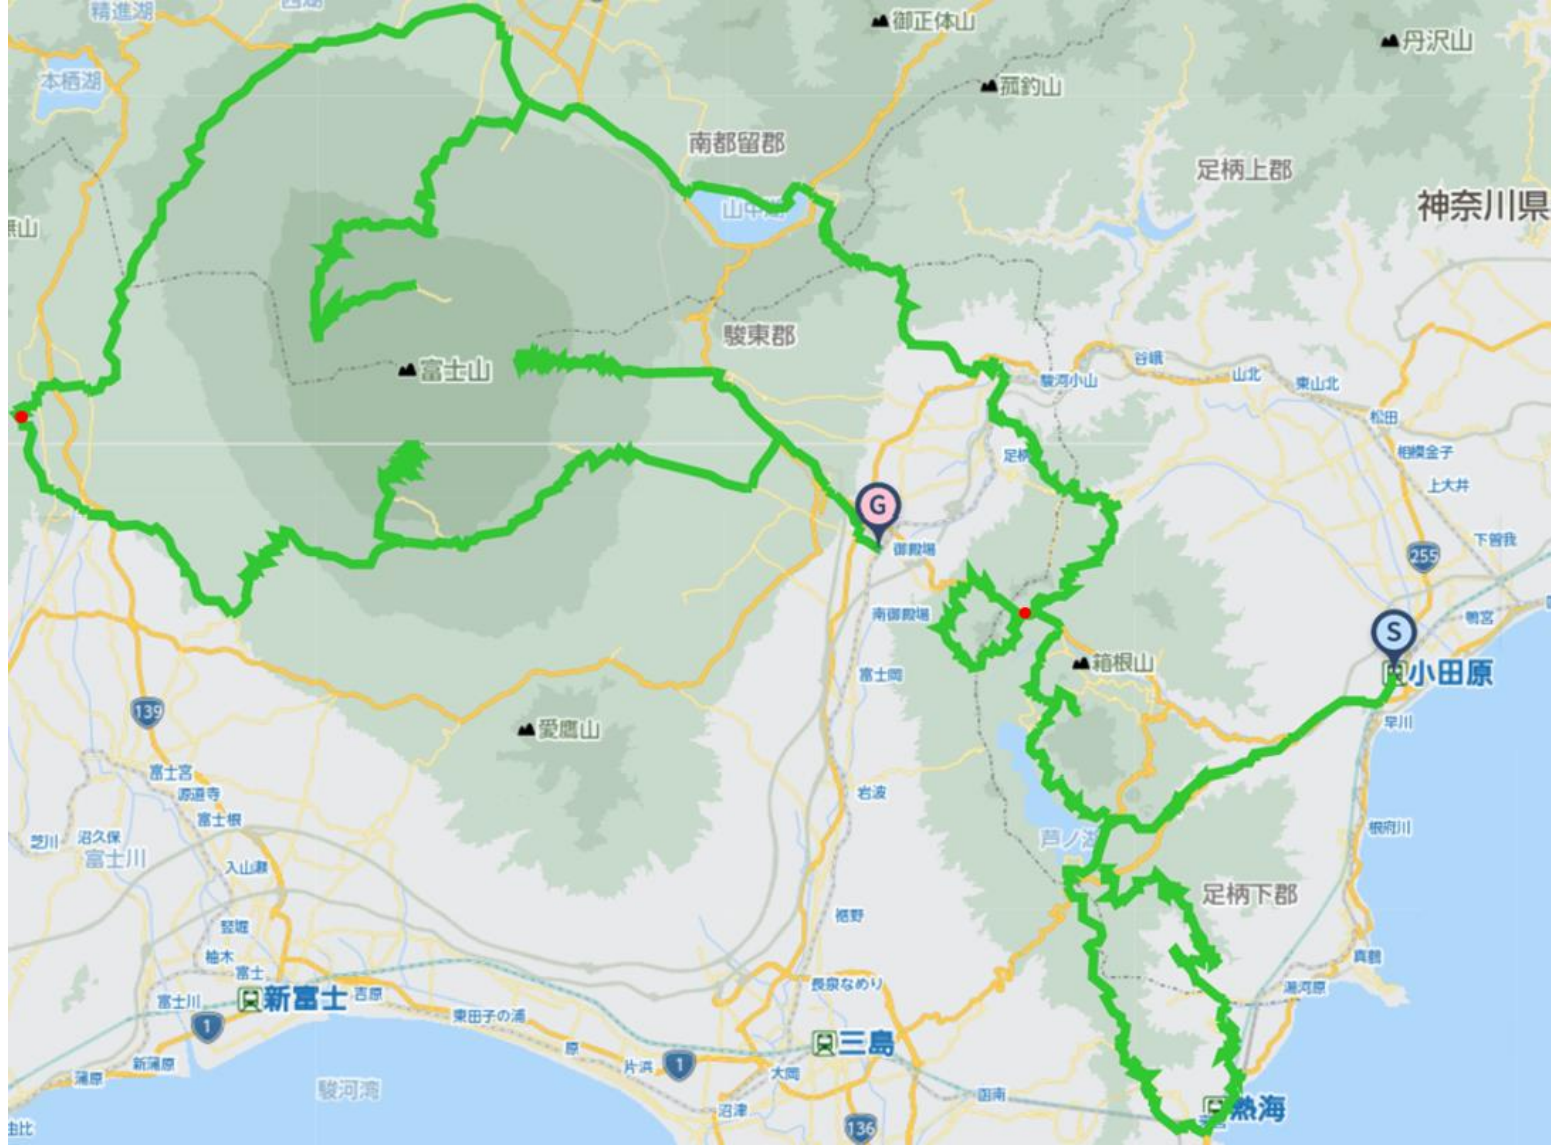 精進湖
西湖
御正体山
丹沢山
本栖湖
菰釣山
南都留郡
足柄上郡
神奈川県
山中湖
無山
駿東郡
谷峨
富士山
駿河小山
山北
東山北
松田
足柄
相模金子
上大井
G
御殿場
下曽我
255
南御殿場
鴨宮
S
箱根山
富士岡
小田原
139
愛鷹山
早川
富士宮
源道寺
岩波
富士根
芝川
沼久保
根府川
芦ノ湖
富士川
入山瀬
足柄下郡
竪堀
裾野
柚木
真鶴
富士
長泉なめり
湯河原
富士川
新富士
吉原
東田子の浦
1
三島
原
新蒲原
片浜
1
大岡
蒲原
駿河湾
函南
熱海
沼津
由比
136